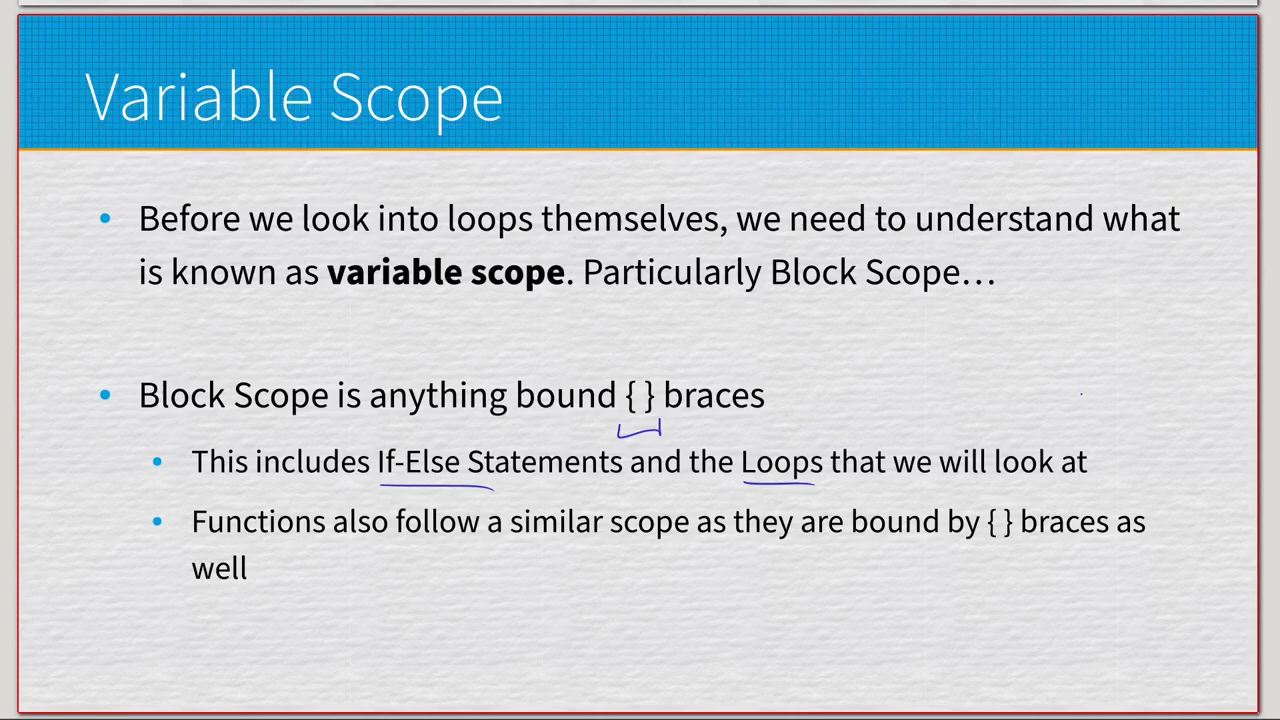 Variable Scope
Before we look into loops themselves, we need to understand what
is known as variable scope. Particularly Block Scope…
Block Scope is anything bound { } braces
This includes If-Else Statements and the Loops that we will look at
Functions also follow a similar scope as they are bound by { } braces as
well